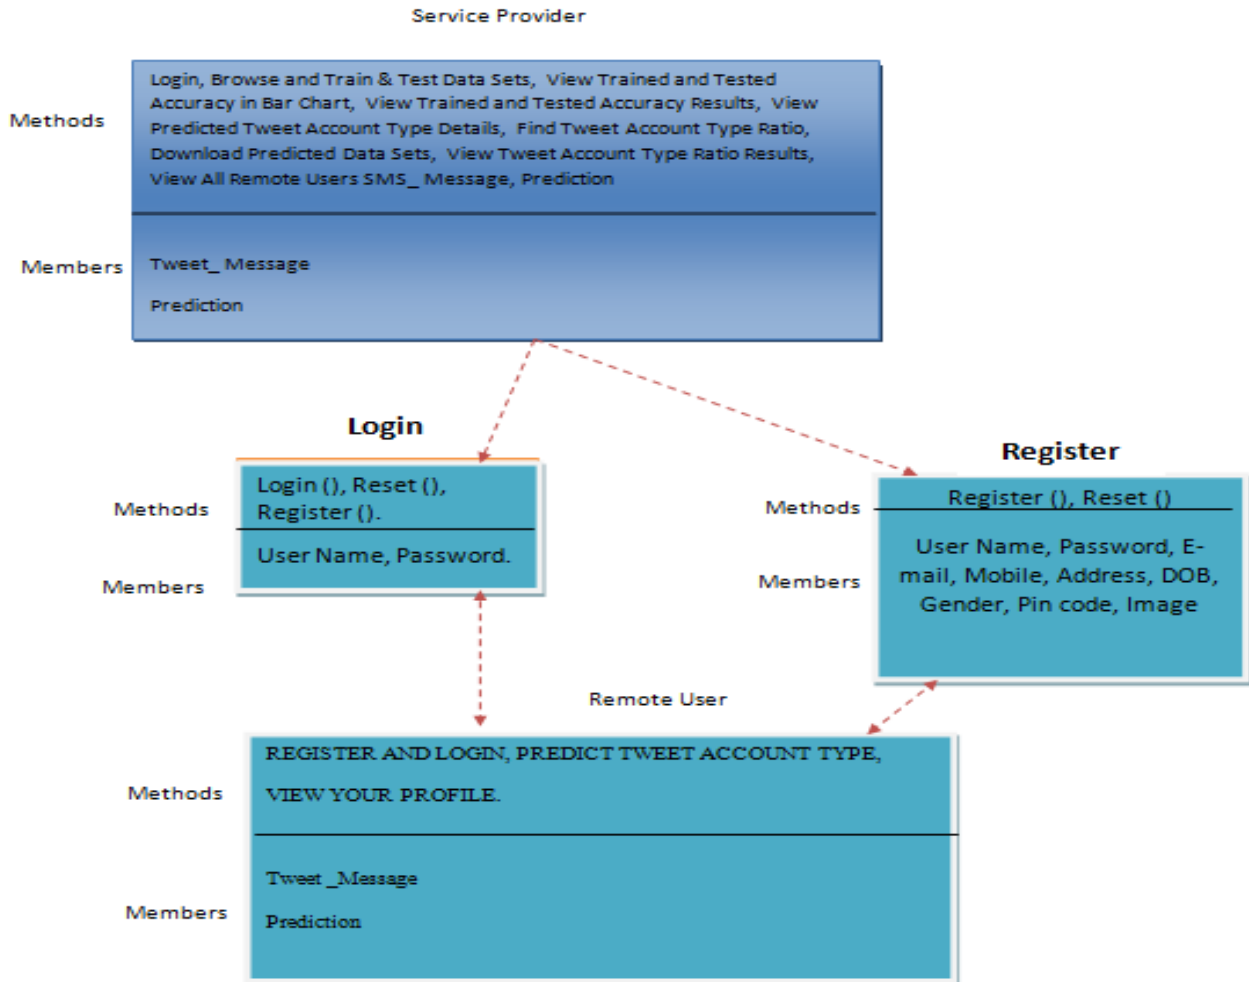 Service Provider
Methods
Login, Browse and Train & Test Data Sets, View Trained and Tested
Accuracy in Bar Chart, View Trained and Tested Accuracy Results, View
Predicted Tweet Account Type Details, Find Tweet Account Type Ratio,
Download Predicted Data Sets, View Tweet Account Type Ratio Results,
View All Remote Users SMS_ Message, Prediction
Members
Tweet_ Message
Prediction
Login
Methods
Login (), Reset (),
Register ().
Members
User Name, Password.
Register
Methods
Register (), Reset ()
Members
User Name, Password, E-
mail, Mobile, Address, DOB,
Gender, Pin code, Image
Remote User
Methods
REGISTER AND LOGIN, PREDICT TWEET ACCOUNT TYPE,
VIEW YOUR PROFILE.
Members
Tweet _Message
Prediction